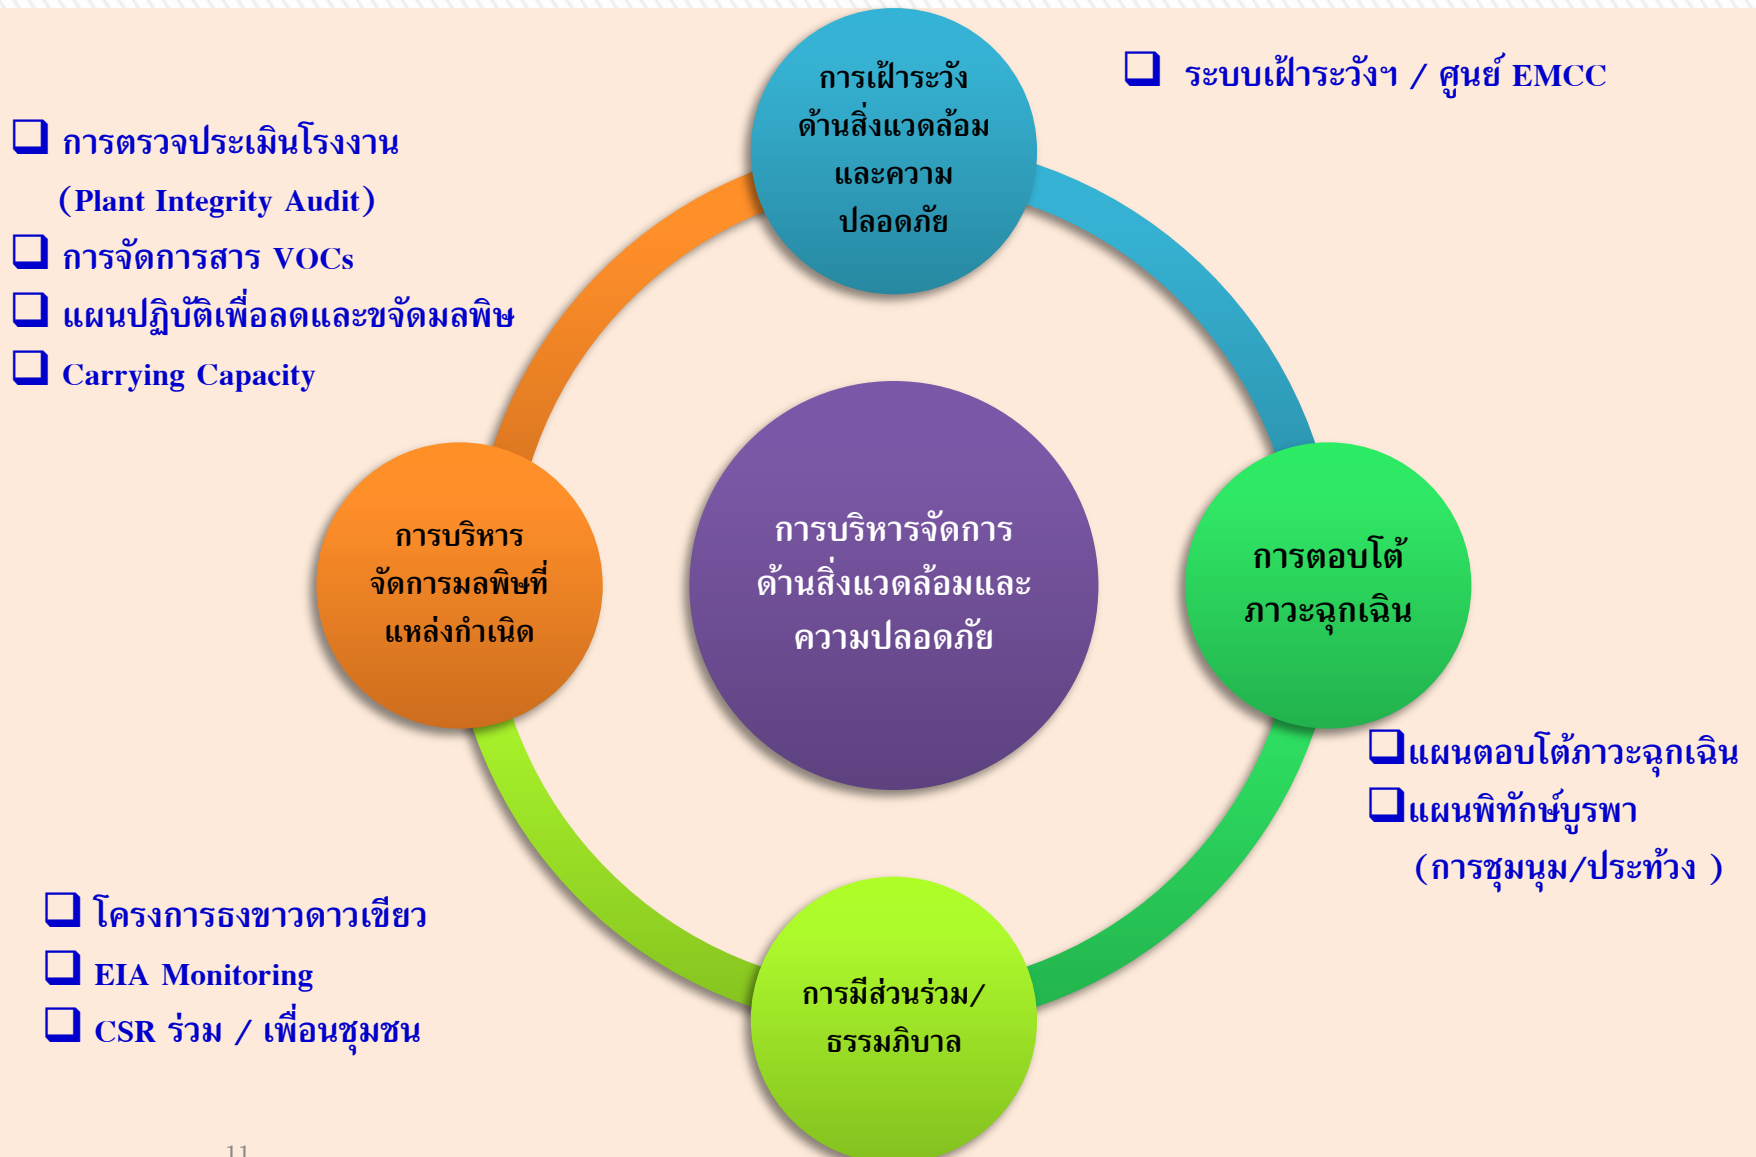 การเฝ้าระวัง
ด้านสิ่งแวดล้อม
และความ
ปลอดภัย
❑ ระบบเฝ้าระวังฯ / ศูนย์ EMCC
❑ การตรวจประเมินโรงงาน
(Plant Integrity Audit)
❑ การจัดการสาร VOCs
❑ แผนปฏิบัติเพื่อลดและขจัดมลพิษ
❑ Carrying Capacity
การบริหาร
จัดการมลพิษที่
แหล่งกำเนิด
การบริหารจัดการ
ด้านสิ่งแวดล้อมและ
ความปลอดภัย
การตอบโต้
ภาวะฉุกเฉิน
❑แผนตอบโต้ภาวะฉุกเฉิน
❑แผนพิทักษ์บูรพา
(การชุมนุม/ประท้วง )
❑ โครงการธงขาวดาวเขียว
❑ EIA Monitoring
❑ CSR ร่วม / เพื่อนชุมชน
การมีส่วนร่วม/
ธรรมภิบาล
11